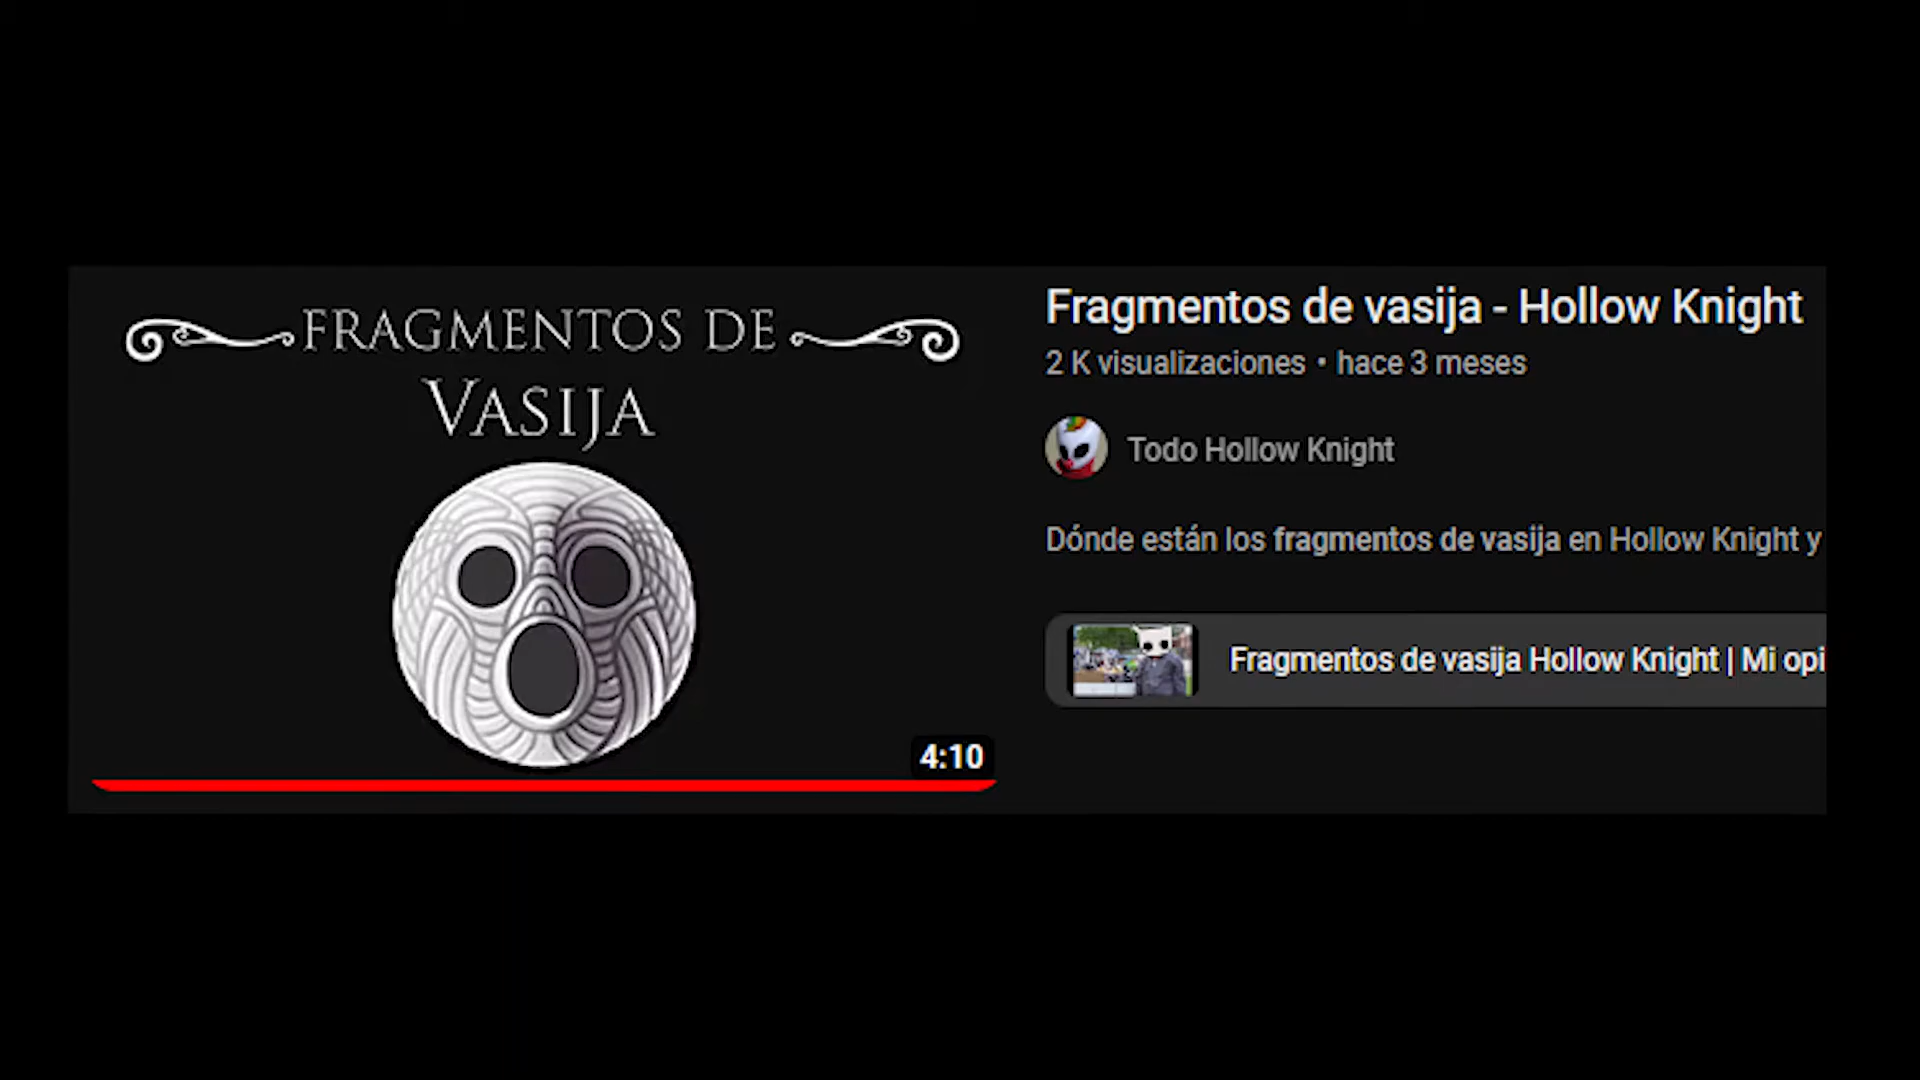 FRAGMENTOS DE
VASIJA
4:10
Fragmentos de vasija - Hollow Knight
2 K visualizaciones • hace 3 meses
Todo Hollow Knight
Dónde están los fragmentos de vasija en Hollow Knight y
Fragmentos de vasija Hollow Knight | Mi opi